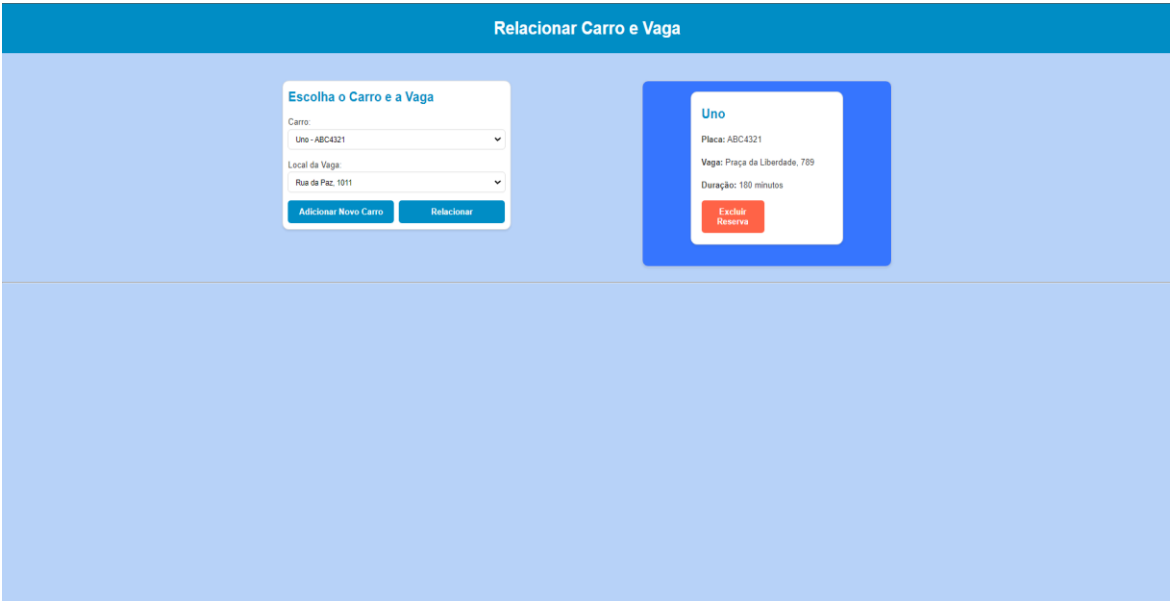 Relacionar Carro e Vaga
Escolha o Carro e a Vaga
Carro:
Uno - ABC4321
Local da Vaga:
Rua da Paz, 1011
Adicionar Novo Carro
Relacionar
Uno
Placa: ABC4321
Vaga: Praça da Liberdade, 789
Duração: 180 minutos
Excluir
Reserva